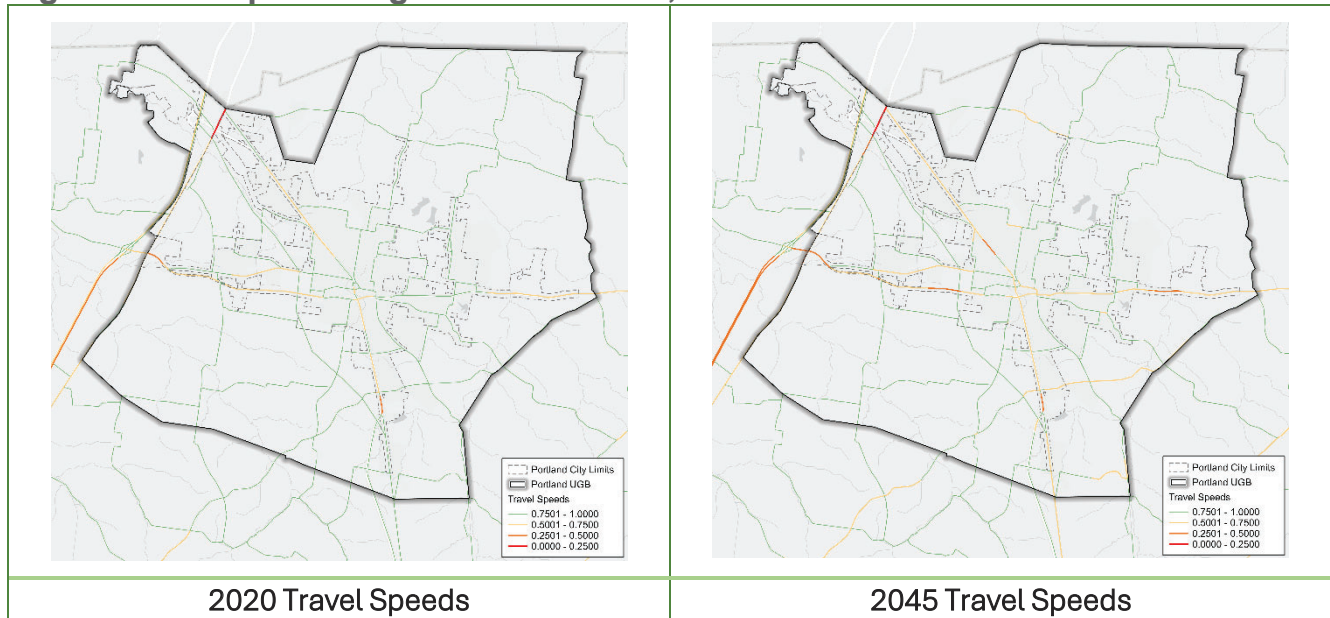 Portland City Limits
Portland UGB
Travel Speeds
0.7501 - 1.0000
0.5001 - 0.7500
0.2501 - 0.5000
0.0000 - 0.2500
Portland City Limits
Portland UGB
Travel Speeds
0.7501 - 1.0000
0.5001 - 0.7500
0.2501 - 0.5000
0.0000 - 0.2500
2020 Travel Speeds
2045 Travel Speeds